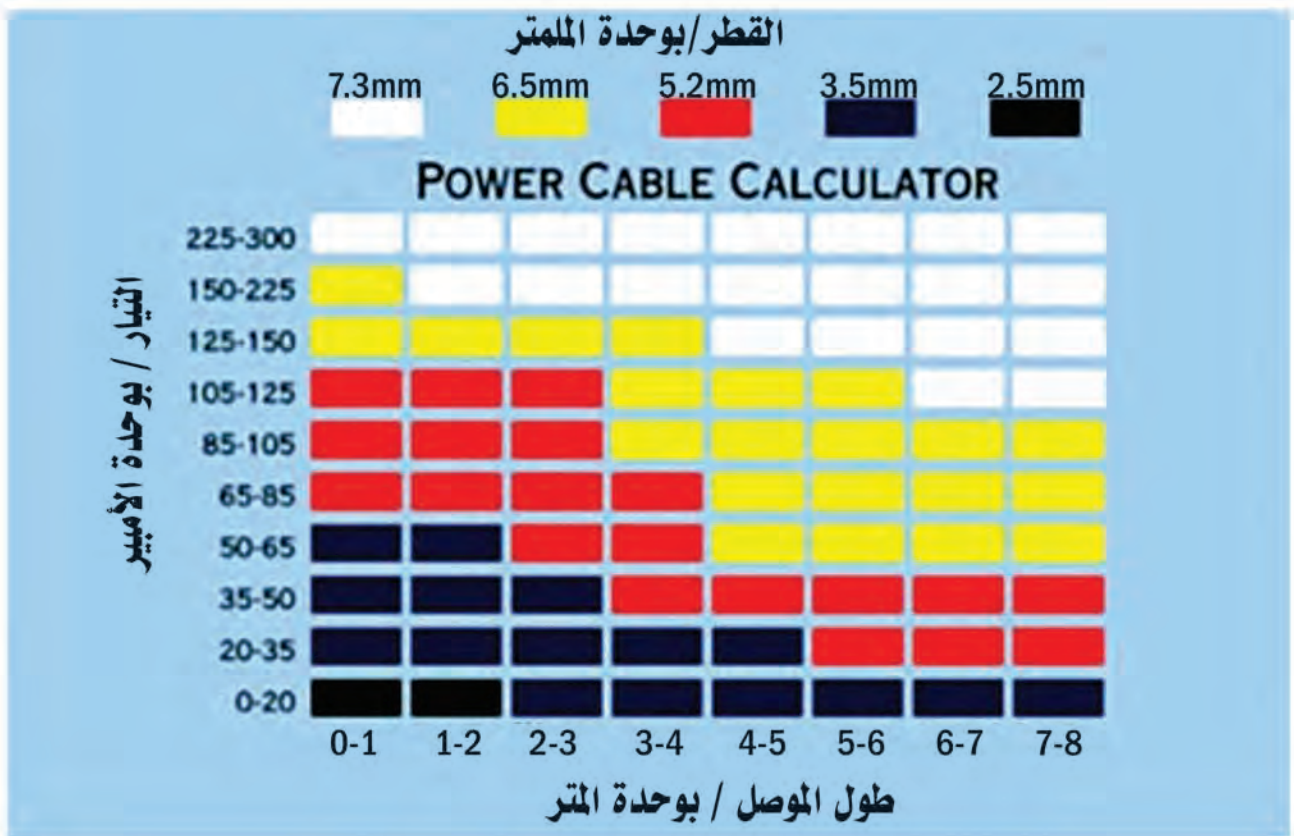 القطر/بوحدة الملمتر
7.3mm 6.5mm 5.2mm 3.5mm 2.5mm
POWER CABLE CALCULATOR
التيار / بوحدة الأمبير
225-300
150-225
125-150
105-125
85-105
65-85
50-65
35-50
20-35
0-20
0-1 1-2 2-3 3-4 4-5 5-6 6-7 7-8
طول الموصل / بوحدة المتر